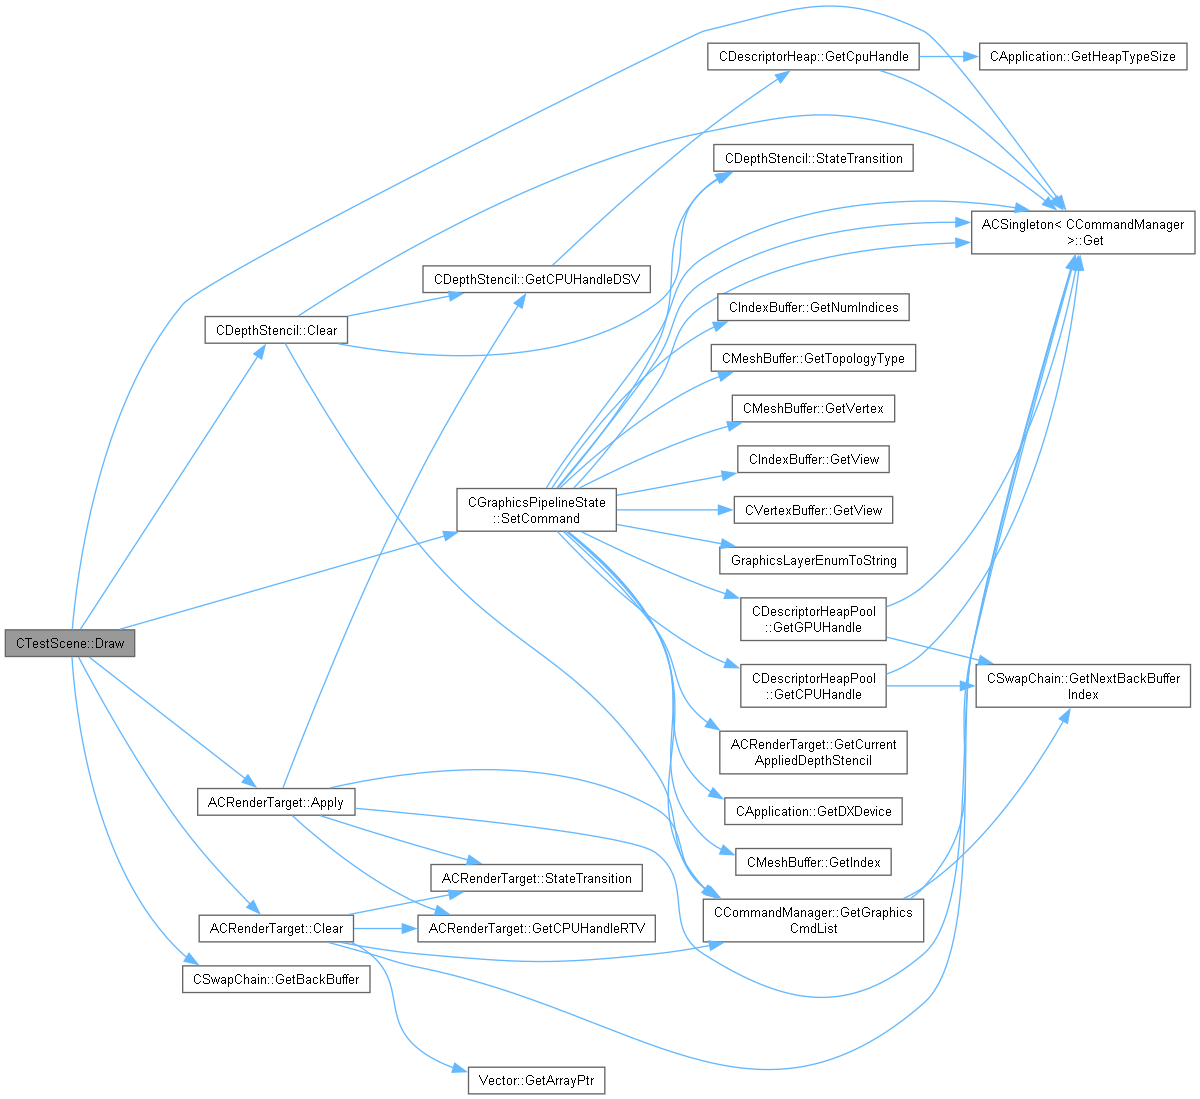 CDescriptorHeap::GetCpuHandle
CApplication::GetHeapTypeSize
CDepthStencil::StateTransition
ACSingleton< CCommandManager
>::Get
CDepthStencil::GetCPUHandleDSV
CIndexBuffer::GetNumIndices
CDepthStencil::Clear
CMeshBuffer::GetTopologyType
CMeshBuffer::GetVertex
CIndexBuffer::GetView
CGraphicsPipelineState
::SetCommand
CVertexBuffer::GetView
GraphicsLayerEnumToString
CDescriptorHeapPool
::GetGPUHandle
CTestScene::Draw
CDescriptorHeapPool
::GetCPUHandle
CSwapChain::GetNextBackBuffer
Index
ACRenderTarget::GetCurrent
AppliedDepthStencil
ACRenderTarget::Apply
CApplication::GetDXDevice
CMeshBuffer::GetIndex
ACRenderTarget::StateTransition
CCommandManager::GetGraphics
CmdList
ACRenderTarget::Clear
ACRenderTarget::GetCPUHandleRTV
CSwapChain::GetBackBuffer
Vector::GetArrayPtr